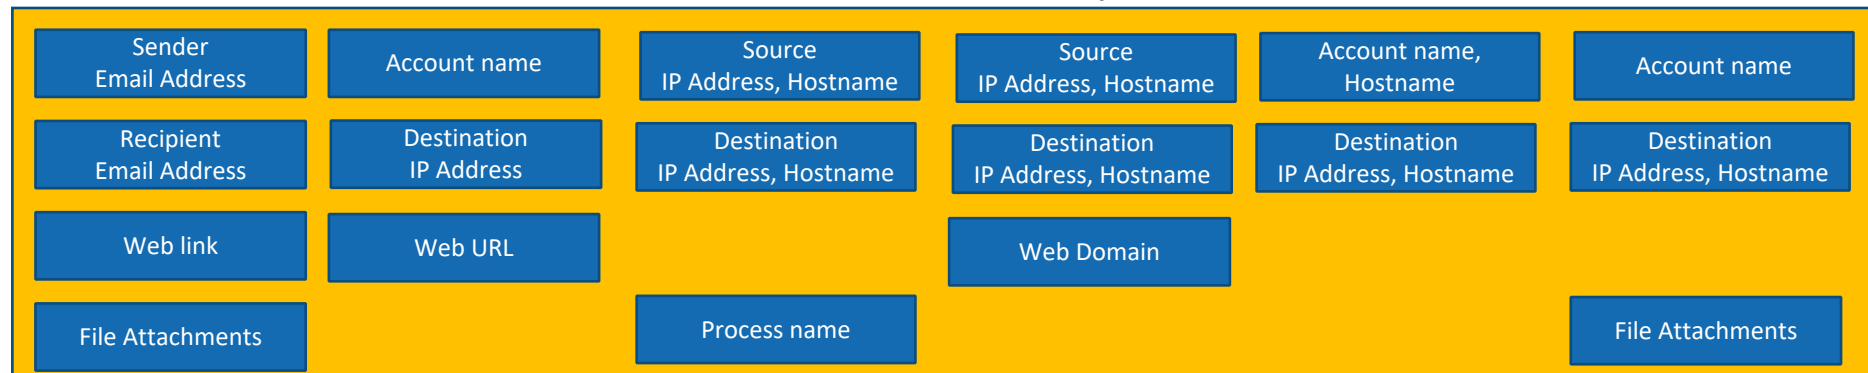 Sender
Email Address
Account name
Source
IP Address, Hostname
Source
IP Address, Hostname
Account name,
Hostname
Account name
Recipient
Email Address
Destination
IP Address
Destination
IP Address, Hostname
Destination
IP Address, Hostname
Destination
IP Address, Hostname
Destination
IP Address, Hostname
Web link
Web URL
Web Domain
File Attachments
Process name
File Attachments